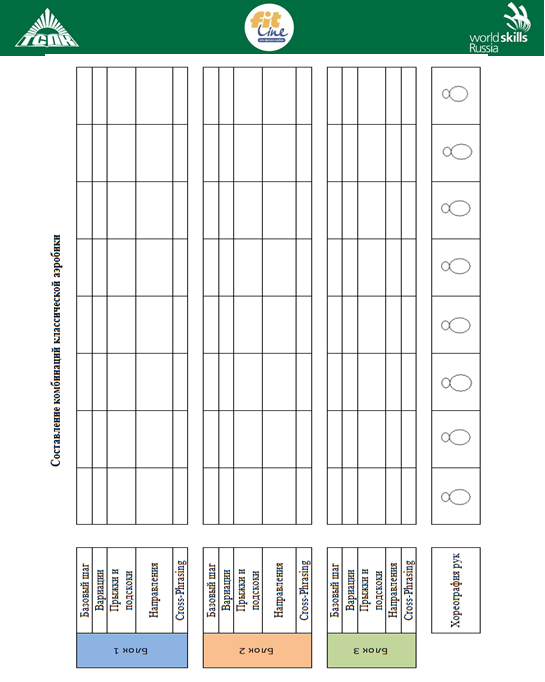 ТСПК
fit
Line
worldskills
Russia
Составление комбинаций классической аэробики
Блок 1
Базовый шаг
Вариации
Прыжки и
подскоки
Направления
Cross-Phrasing
Блок 2
Базовый шаг
Вариации
Прыжки и
подскоки
Направления
Cross-Phrasing
Блок 3
Базовый шаг
Вариации
Прыжки и
подскоки
Направления
Cross-Phrasing
Хореография рук